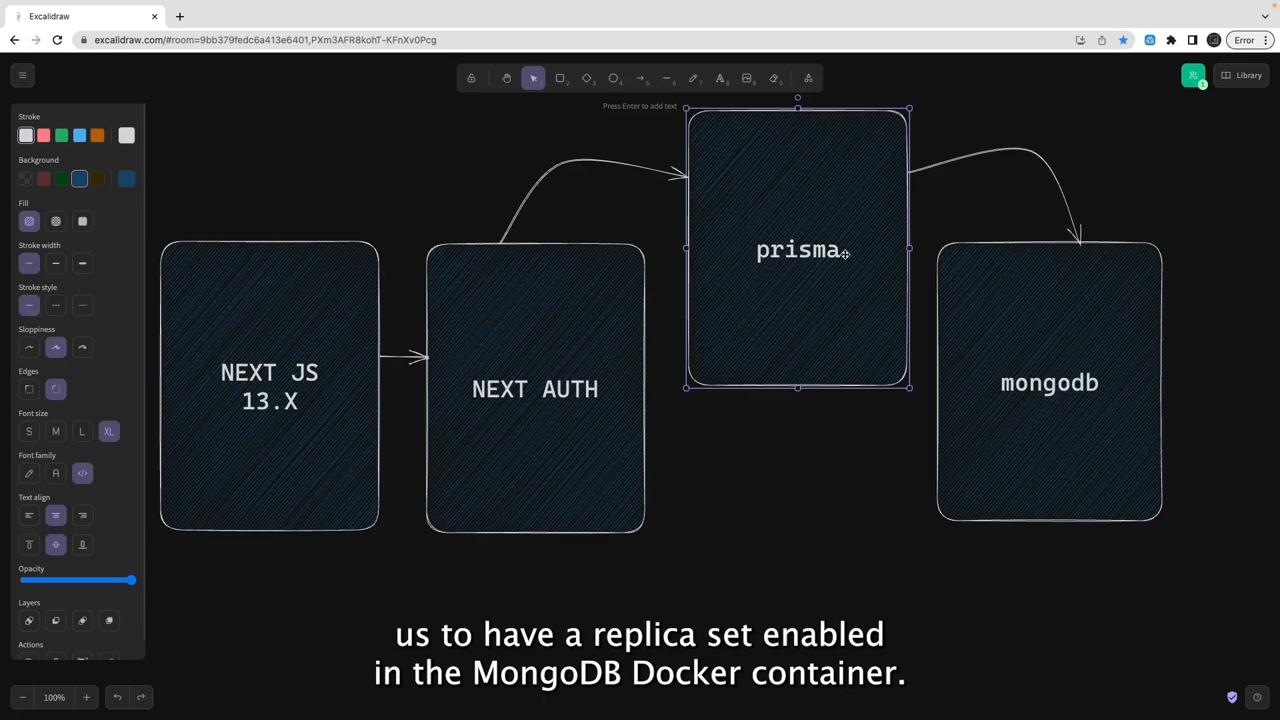 Excalidraw
excalidraw.com/#room=9bb379fedc6a413e6401,PXm3AFR8kohT-KFnXv0Pcg
Error
Library
Press Enter to add text
Stroke
Background
Fill
Stroke width
Stroke style
Sloppiness
Edges
Font size
S M L XL
Font family
Text align
Opacity
Layers
Actions
100%
NEXT JS
13.X
NEXT AUTH
prisma
mongodb
us to have a replica set enabled
in the MongoDB Docker container.